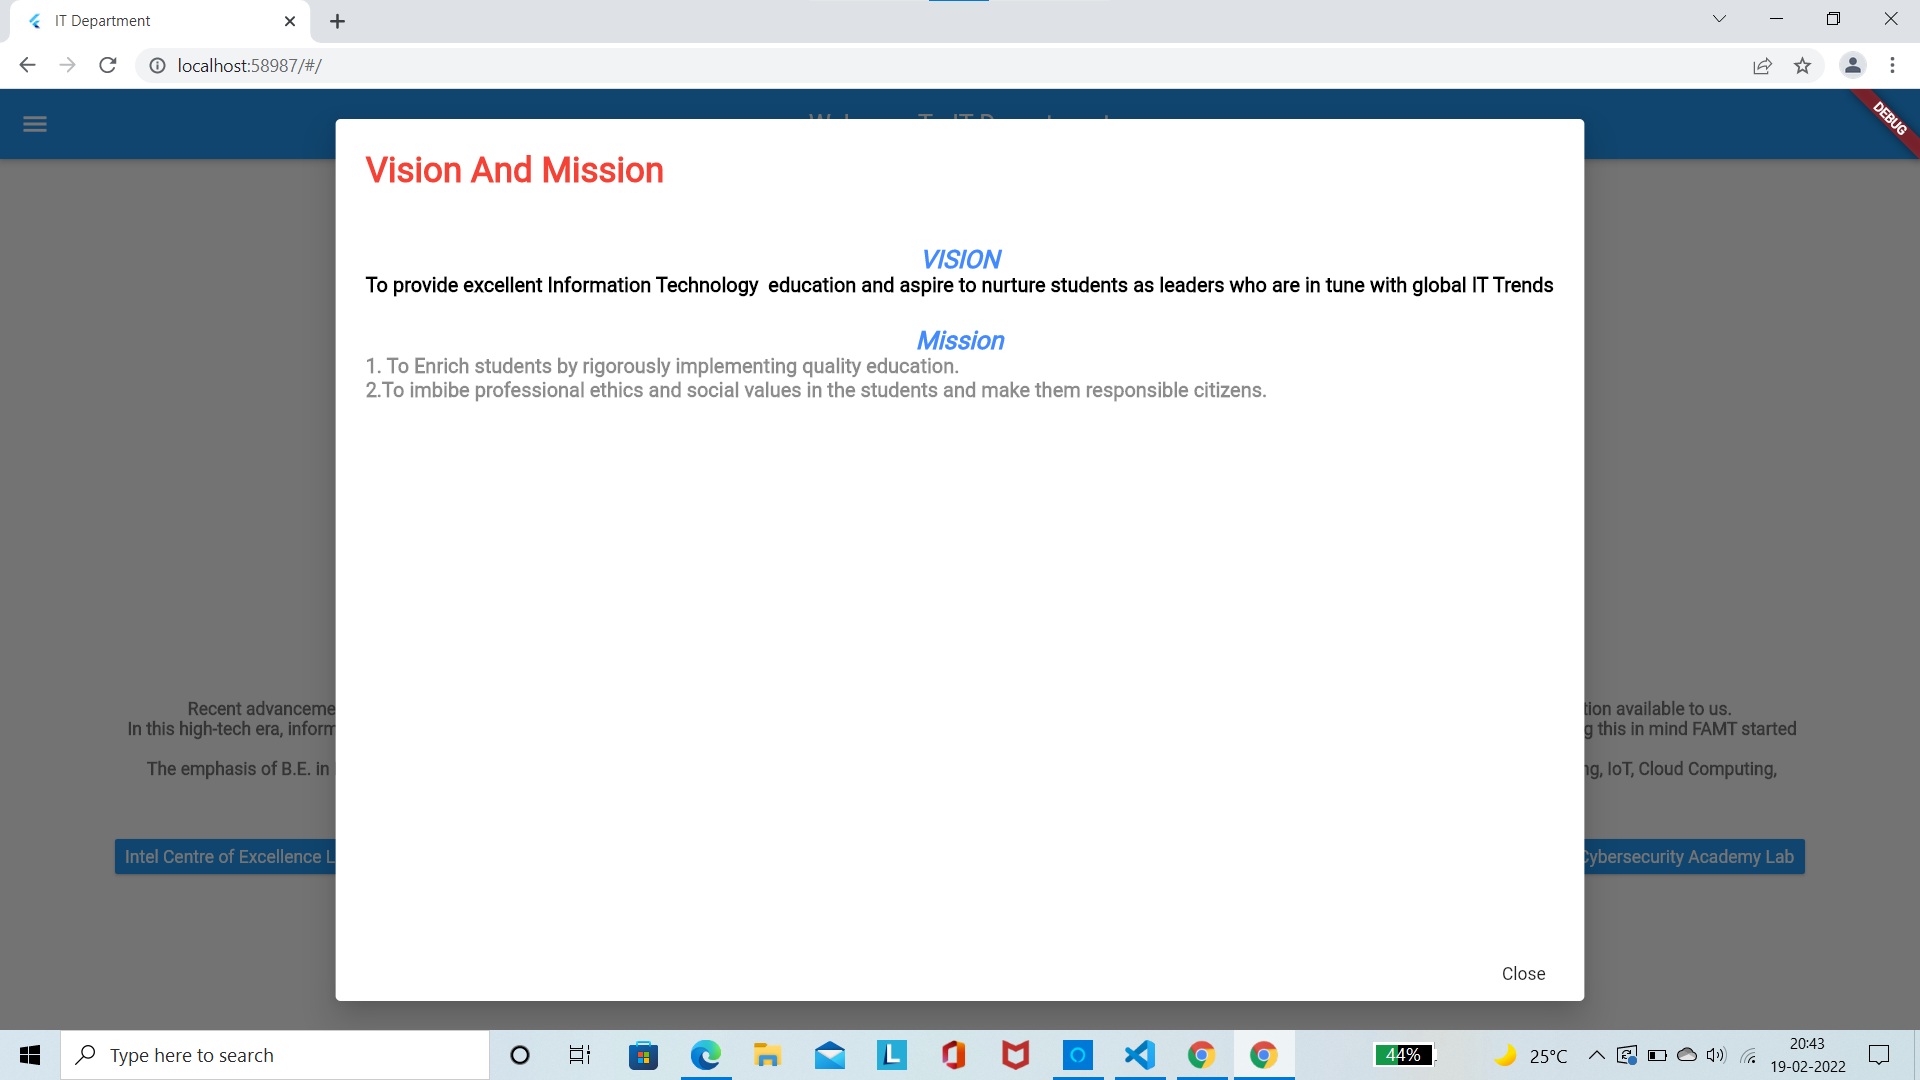 IT Department
localhost:58987/#/
DEBUG
Vision And Mission
VISION
To provide excellent Information Technology  education and aspire to nurture students as leaders who are in tune with global IT Trends
Mission
1. To Enrich students by rigorously implementing quality education.
2.To imbibe professional ethics and social values in the students and make them responsible citizens.
Recent tion available to us.
In this high-tech era, this in mind FAMT started
The emphasis of B.E. in IoT, Cloud Computing,
Intel Centre of Excellence Cybersecurity Academy Lab
Close
Type here to search
44%
25°C
20:43
19-02-2022